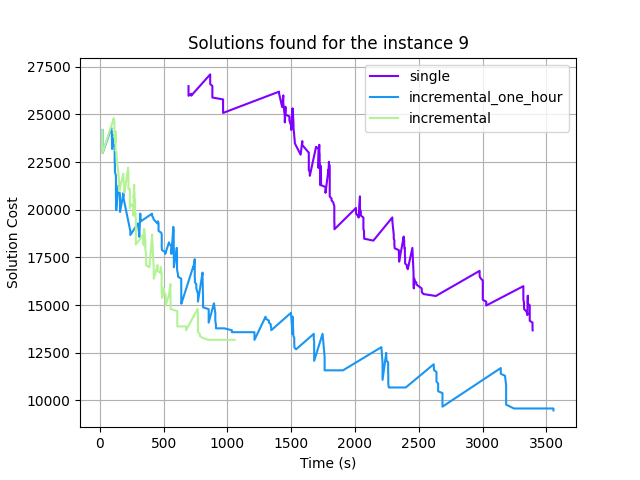 Solutions found for the instance 9
single
incremental_one_hour
incremental
27500
25000
22500
20000
17500
15000
12500
10000
Solution Cost
0 500 1000 1500 2000 2500 3000 3500
Time (s)